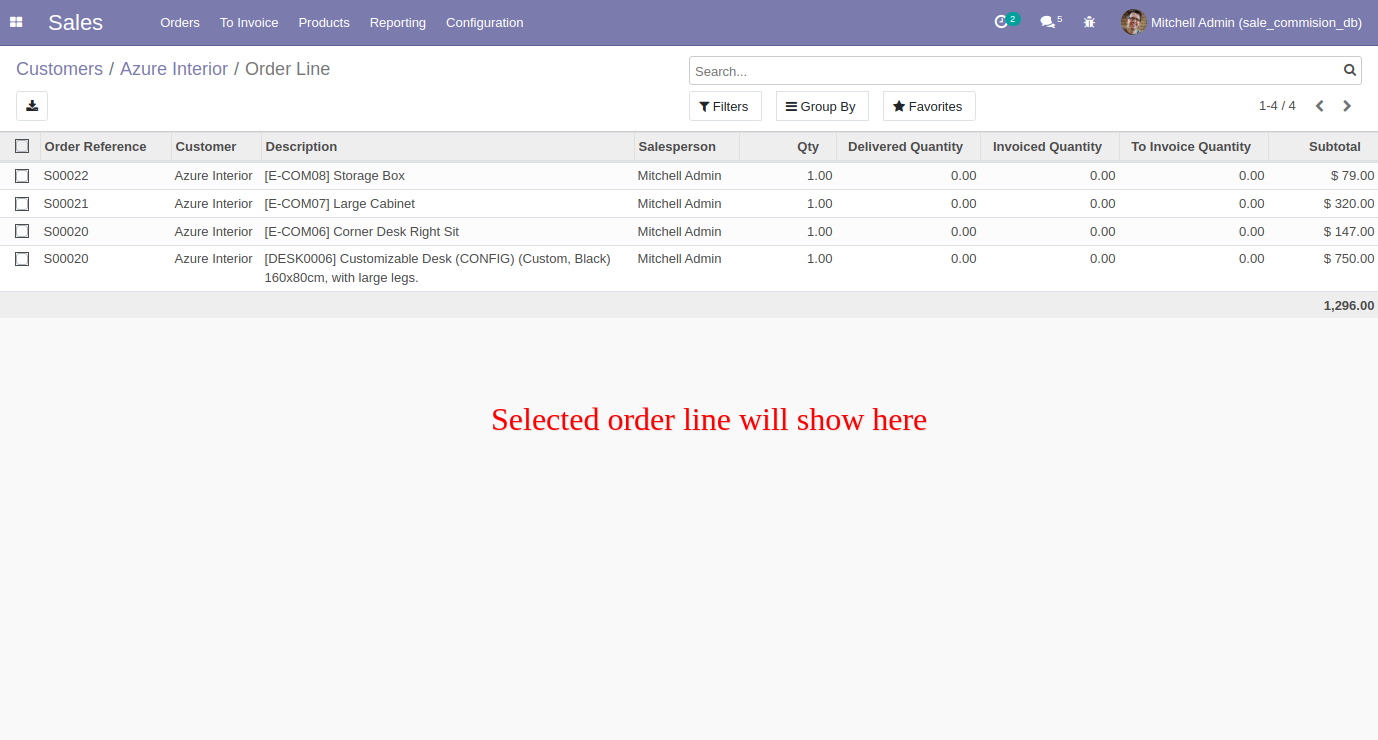 Sales Orders To Invoice Products Reporting Configuration 2 5 Mitchell Admin (sale_commision_db)
Customers / Azure Interior / Order Line Search...
Filters Group By Favorites 1-4 / 4
Order Reference Customer Description Salesperson Qty Delivered Quantity Invoiced Quantity To Invoice Quantity Subtotal
S00022 Azure Interior [E-COM08] Storage Box Mitchell Admin 1.00 0.00 0.00 0.00 $ 79.00
S00021 Azure Interior [E-COM07] Large Cabinet Mitchell Admin 1.00 0.00 0.00 0.00 $ 320.00
S00020 Azure Interior [E-COM06] Corner Desk Right Sit Mitchell Admin 1.00 0.00 0.00 0.00 $ 147.00
S00020 Azure Interior [DESK0006] Customizable Desk (CONFIG) (Custom, Black) Mitchell Admin 1.00 0.00 0.00 0.00 $ 750.00
160x80cm, with large legs.
1,296.00
Selected order line will show here